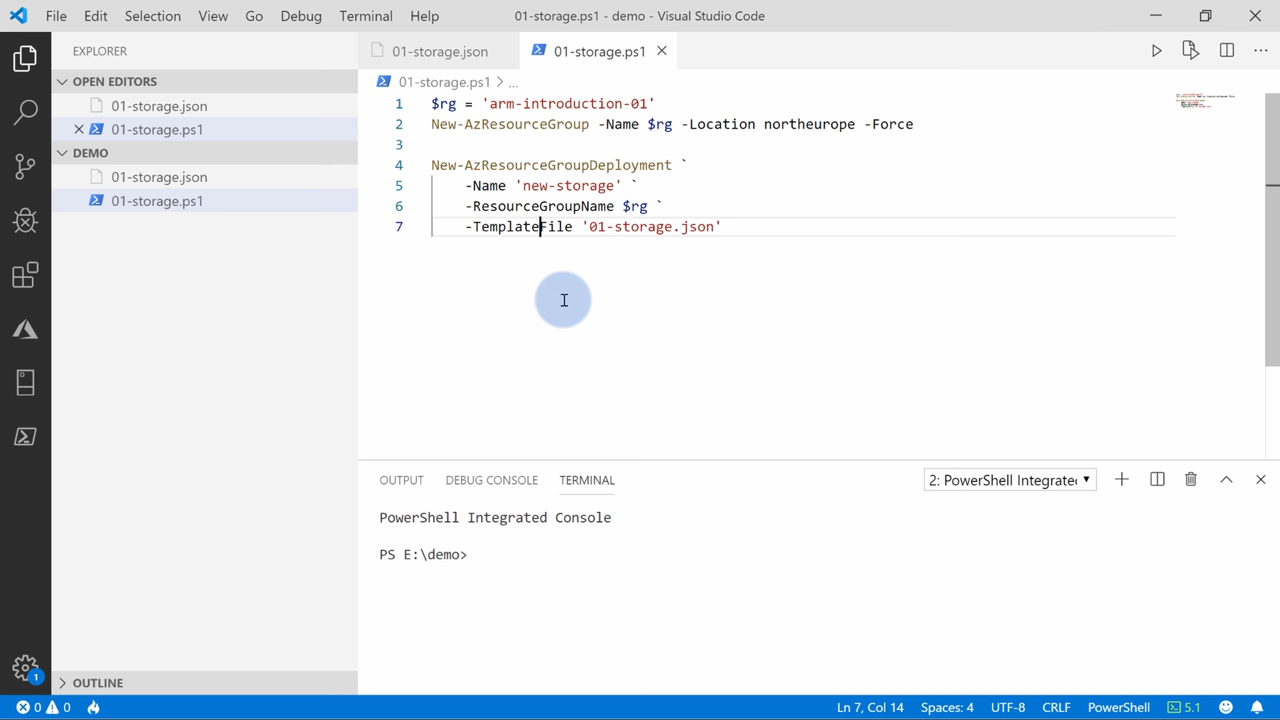 File Edit Selection View Go Debug Terminal Help 01-storage.ps1 - demo - Visual Studio Code
EXPLORER
OPEN EDITORS
01-storage.json
01-storage.ps1
DEMO
01-storage.json
01-storage.ps1
OUTLINE
1
01-storage.json 01-storage.ps1
01-storage.ps1 > ...
1 $rg = 'arm-introduction-01'
2 New-AzResourceGroup -Name $rg -Location northeurope -Force
3
4 New-AzResourceGroupDeployment `
5 -Name 'new-storage' `
6 -ResourceGroupName $rg `
7 -TemplateFile '01-storage.json'
OUTPUT DEBUG CONSOLE TERMINAL 2: PowerShell Integrated
PowerShell Integrated Console
PS E:\demo>
0 0 Ln 7, Col 14 Spaces: 4 UTF-8 CRLF PowerShell 5.1